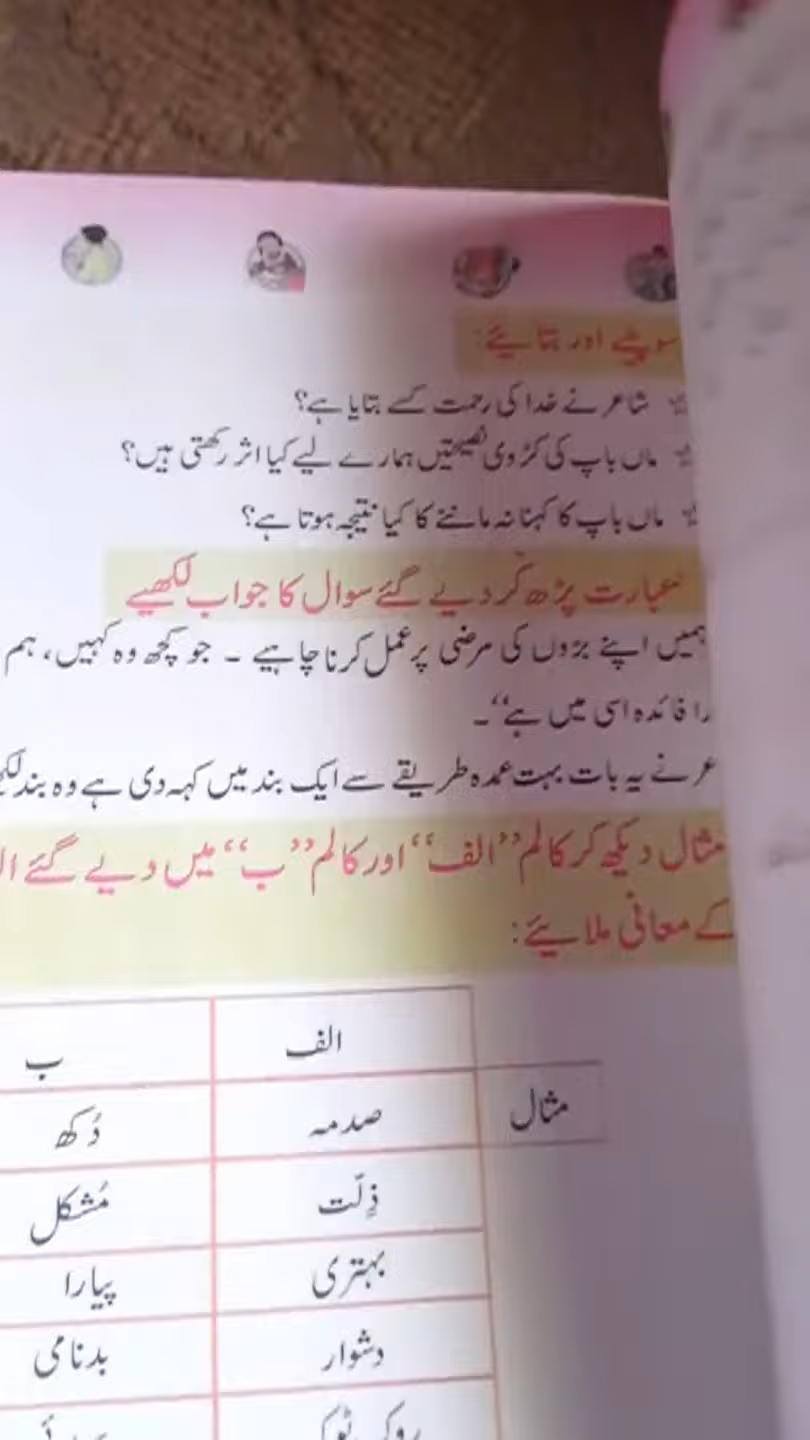 سوچیے اور بتایئے:
شاعر نے خدا کی رحمت کسے بتایا ہے؟
ماں باپ کی کڑوی نصیحتیں ہمارے لیے کیا اثر رکھتی ہیں؟
ماں باپ کا کہنا نہ ماننے کا کیا نتیجہ ہوتا ہے؟
عبارت پڑھ کر دیے گئے سوال کا جواب لکھیے
ہمیں اپنے بڑوں کی مرضی پر عمل کرنا چاہیے ۔ جو کچھ وہ کہیں، ہم
را فائدہ اسی میں ہے“۔
عر نے یہ بات بہت عمدہ طریقے سے ایک بند میں کہہ دی ہے وہ بند
مثال دیکھ کر کالم ”الف“ اور کالم ”ب“ میں دیے گئے ال
کے معانی ملایئے:
الف ب
مثال صدمہ دُکھ
ذِلّت مُشکل
بہتری پیارا
دشوار بدنامی